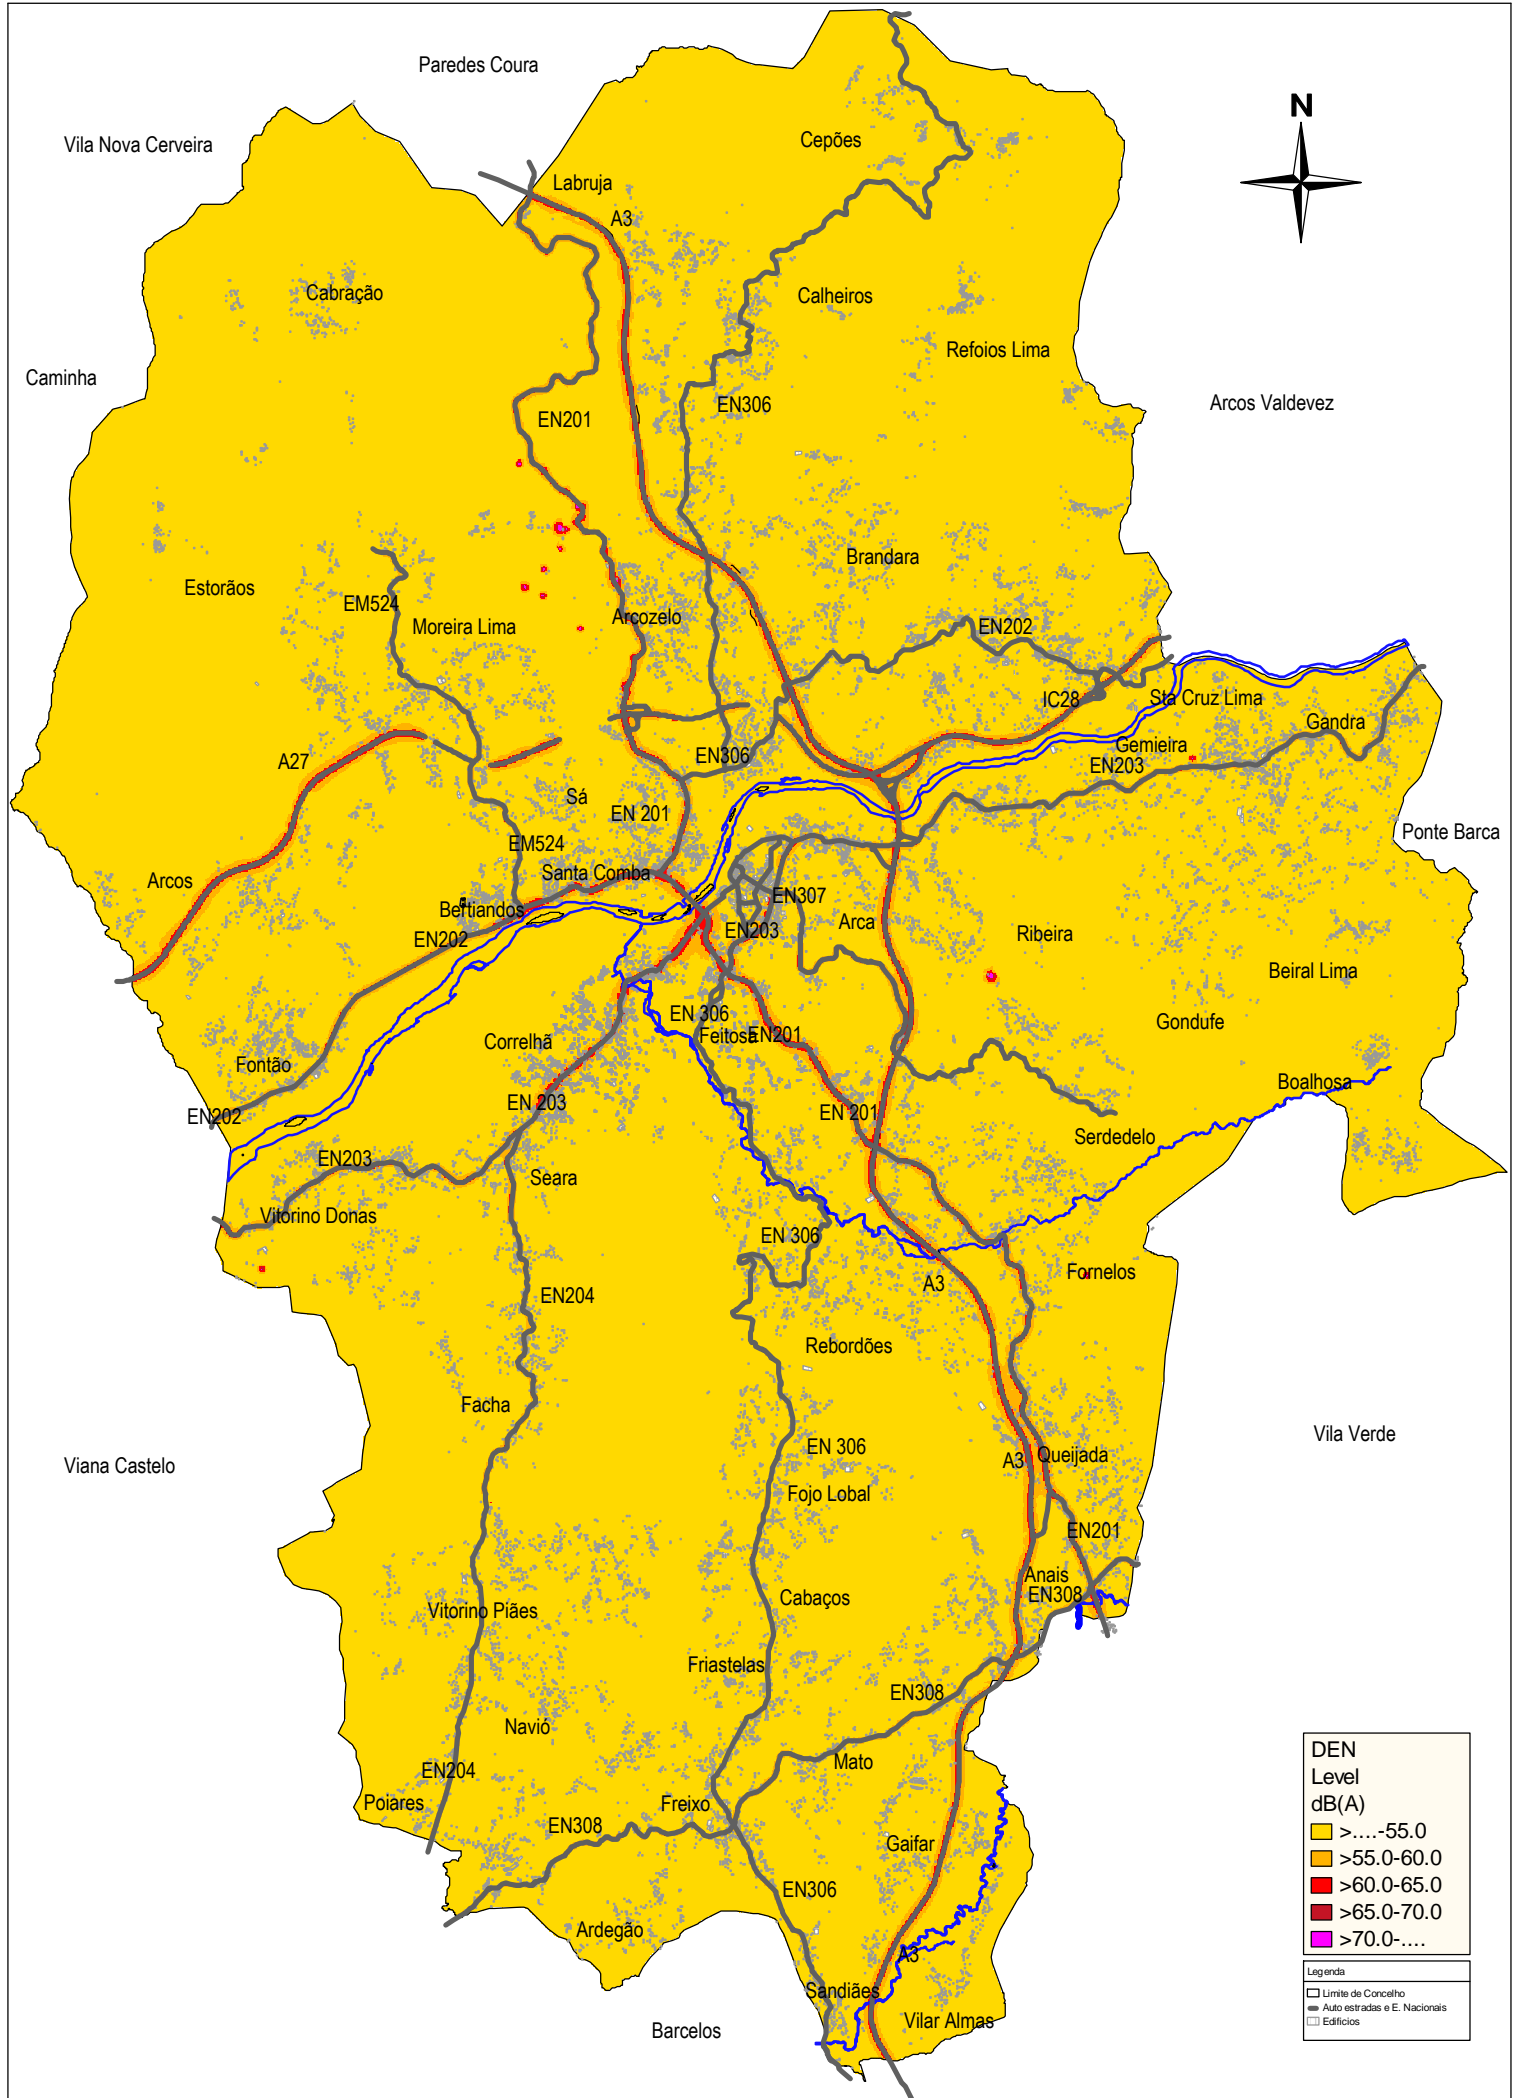 Paredes Coura
N
Vila Nova Cerveira
Cepões
Labruja
A3
Cabração
Calheiros
Refoios Lima
Caminha
Arcos Valdevez
EN306
EN201
Brandara
Estorãos
EM524
Moreira Lima
Arcozelo
EN202
IC28
Sta Cruz Lima
Gandra
Gemieira
EN306
A27
EN203
Sá
EN 201
Ponte Barca
EM524
Santa Comba
Arcos
EN307
Bertiandos
Arca
EN203
Ribeira
EN202
Beiral Lima
EN 306
Gondufe
Feitosa
EN201
Correlhã
Fontão
Boalhosa
EN 203
EN202
EN 201
Serdedelo
EN203
Seara
Vitorino Donas
EN 306
Fornelos
A3
EN204
Rebordões
Facha
Vila Verde
EN 306
A3
Queijada
Viana Castelo
Fojo Lobal
EN201
Anais
EN308
Cabaços
Vitorino Piães
Friastelas
EN308
Navió
Mato
EN204
Poiares
Freixo
EN308
Gaifar
EN306
Ardegão
A3
Sandiães
Vilar Almas
Barcelos
DEN
Level
dB(A)
>....-55.0
>55.0-60.0
>60.0-65.0
>65.0-70.0
>70.0-....
Legenda
Limite de Concelho
Auto estradas e E. Nacionais
Edificios